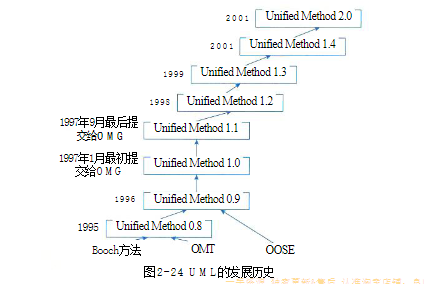 2001 Unified Method 2.0
2001 Unified Method 1.4
1999 Unified Method 1.3
1998 Unified Method 1.2
1997年9月最后提
交给OMG
Unified Method 1.1
1997年1月最初提
交给OMG
Unified Method 1.0
1996 Unified Method 0.9
1995 Unified Method 0.8
Booch方法 OMT OOSE
图2-24 UML的发展历史